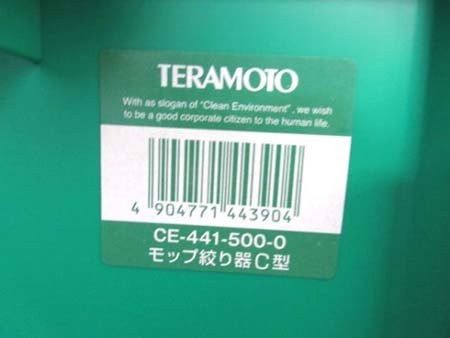 TERAMOTO
With as slogan of "Clean Environment", we wish
to be a good corporate citizen to the human life.
4 904771 443904
CE-441-500-0
モップ絞り器C型